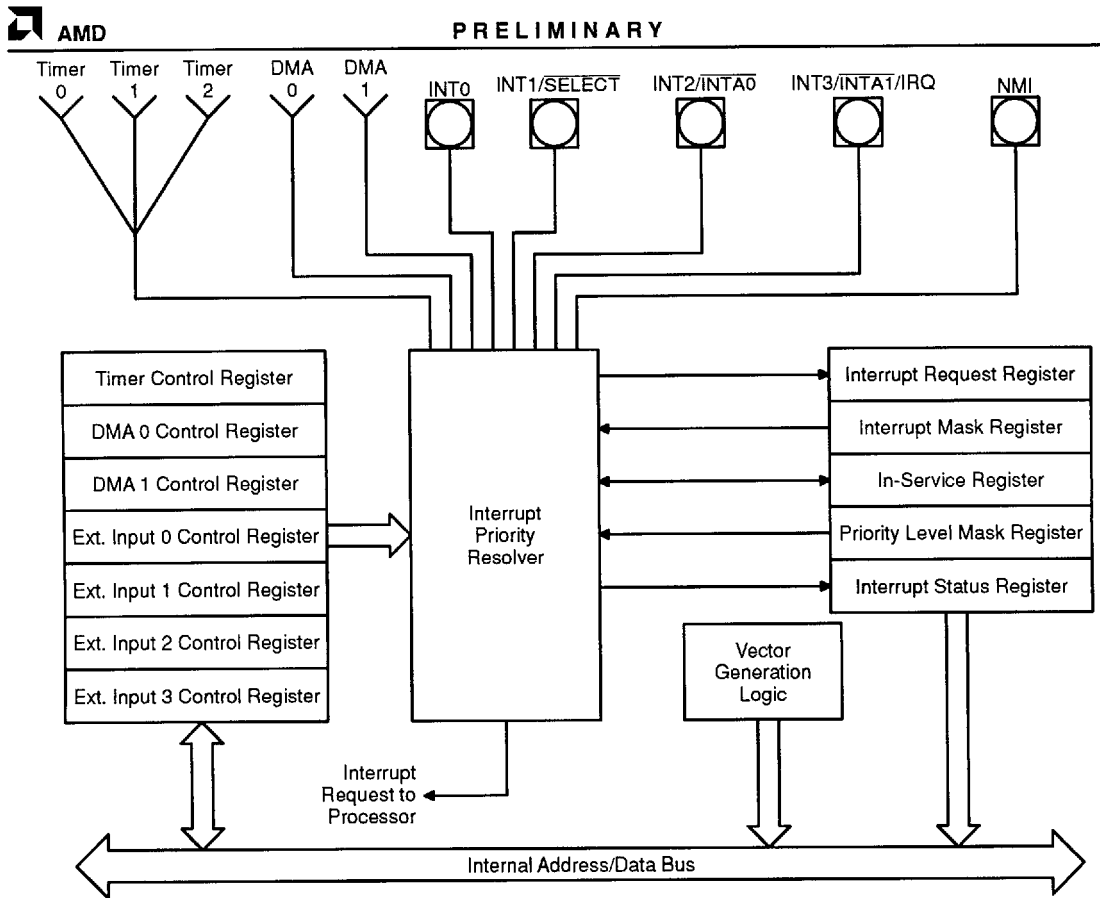 AMD
PRELIMINARY
Timer
0
Timer
1
Timer
2
DMA
0
DMA
1
INT0
INT1/S̅E̅L̅E̅C̅T̅
INT2/I̅N̅T̅A̅0̅
INT3/I̅N̅T̅A̅1̅/IRQ
NMI
Timer Control Register
DMA 0 Control Register
DMA 1 Control Register
Ext. Input 0 Control Register
Ext. Input 1 Control Register
Ext. Input 2 Control Register
Ext. Input 3 Control Register
Interrupt
Priority
Resolver
Interrupt Request Register
Interrupt Mask Register
In-Service Register
Priority Level Mask Register
Interrupt Status Register
Vector
Generation
Logic
Interrupt
Request to
Processor
Internal Address/Data Bus